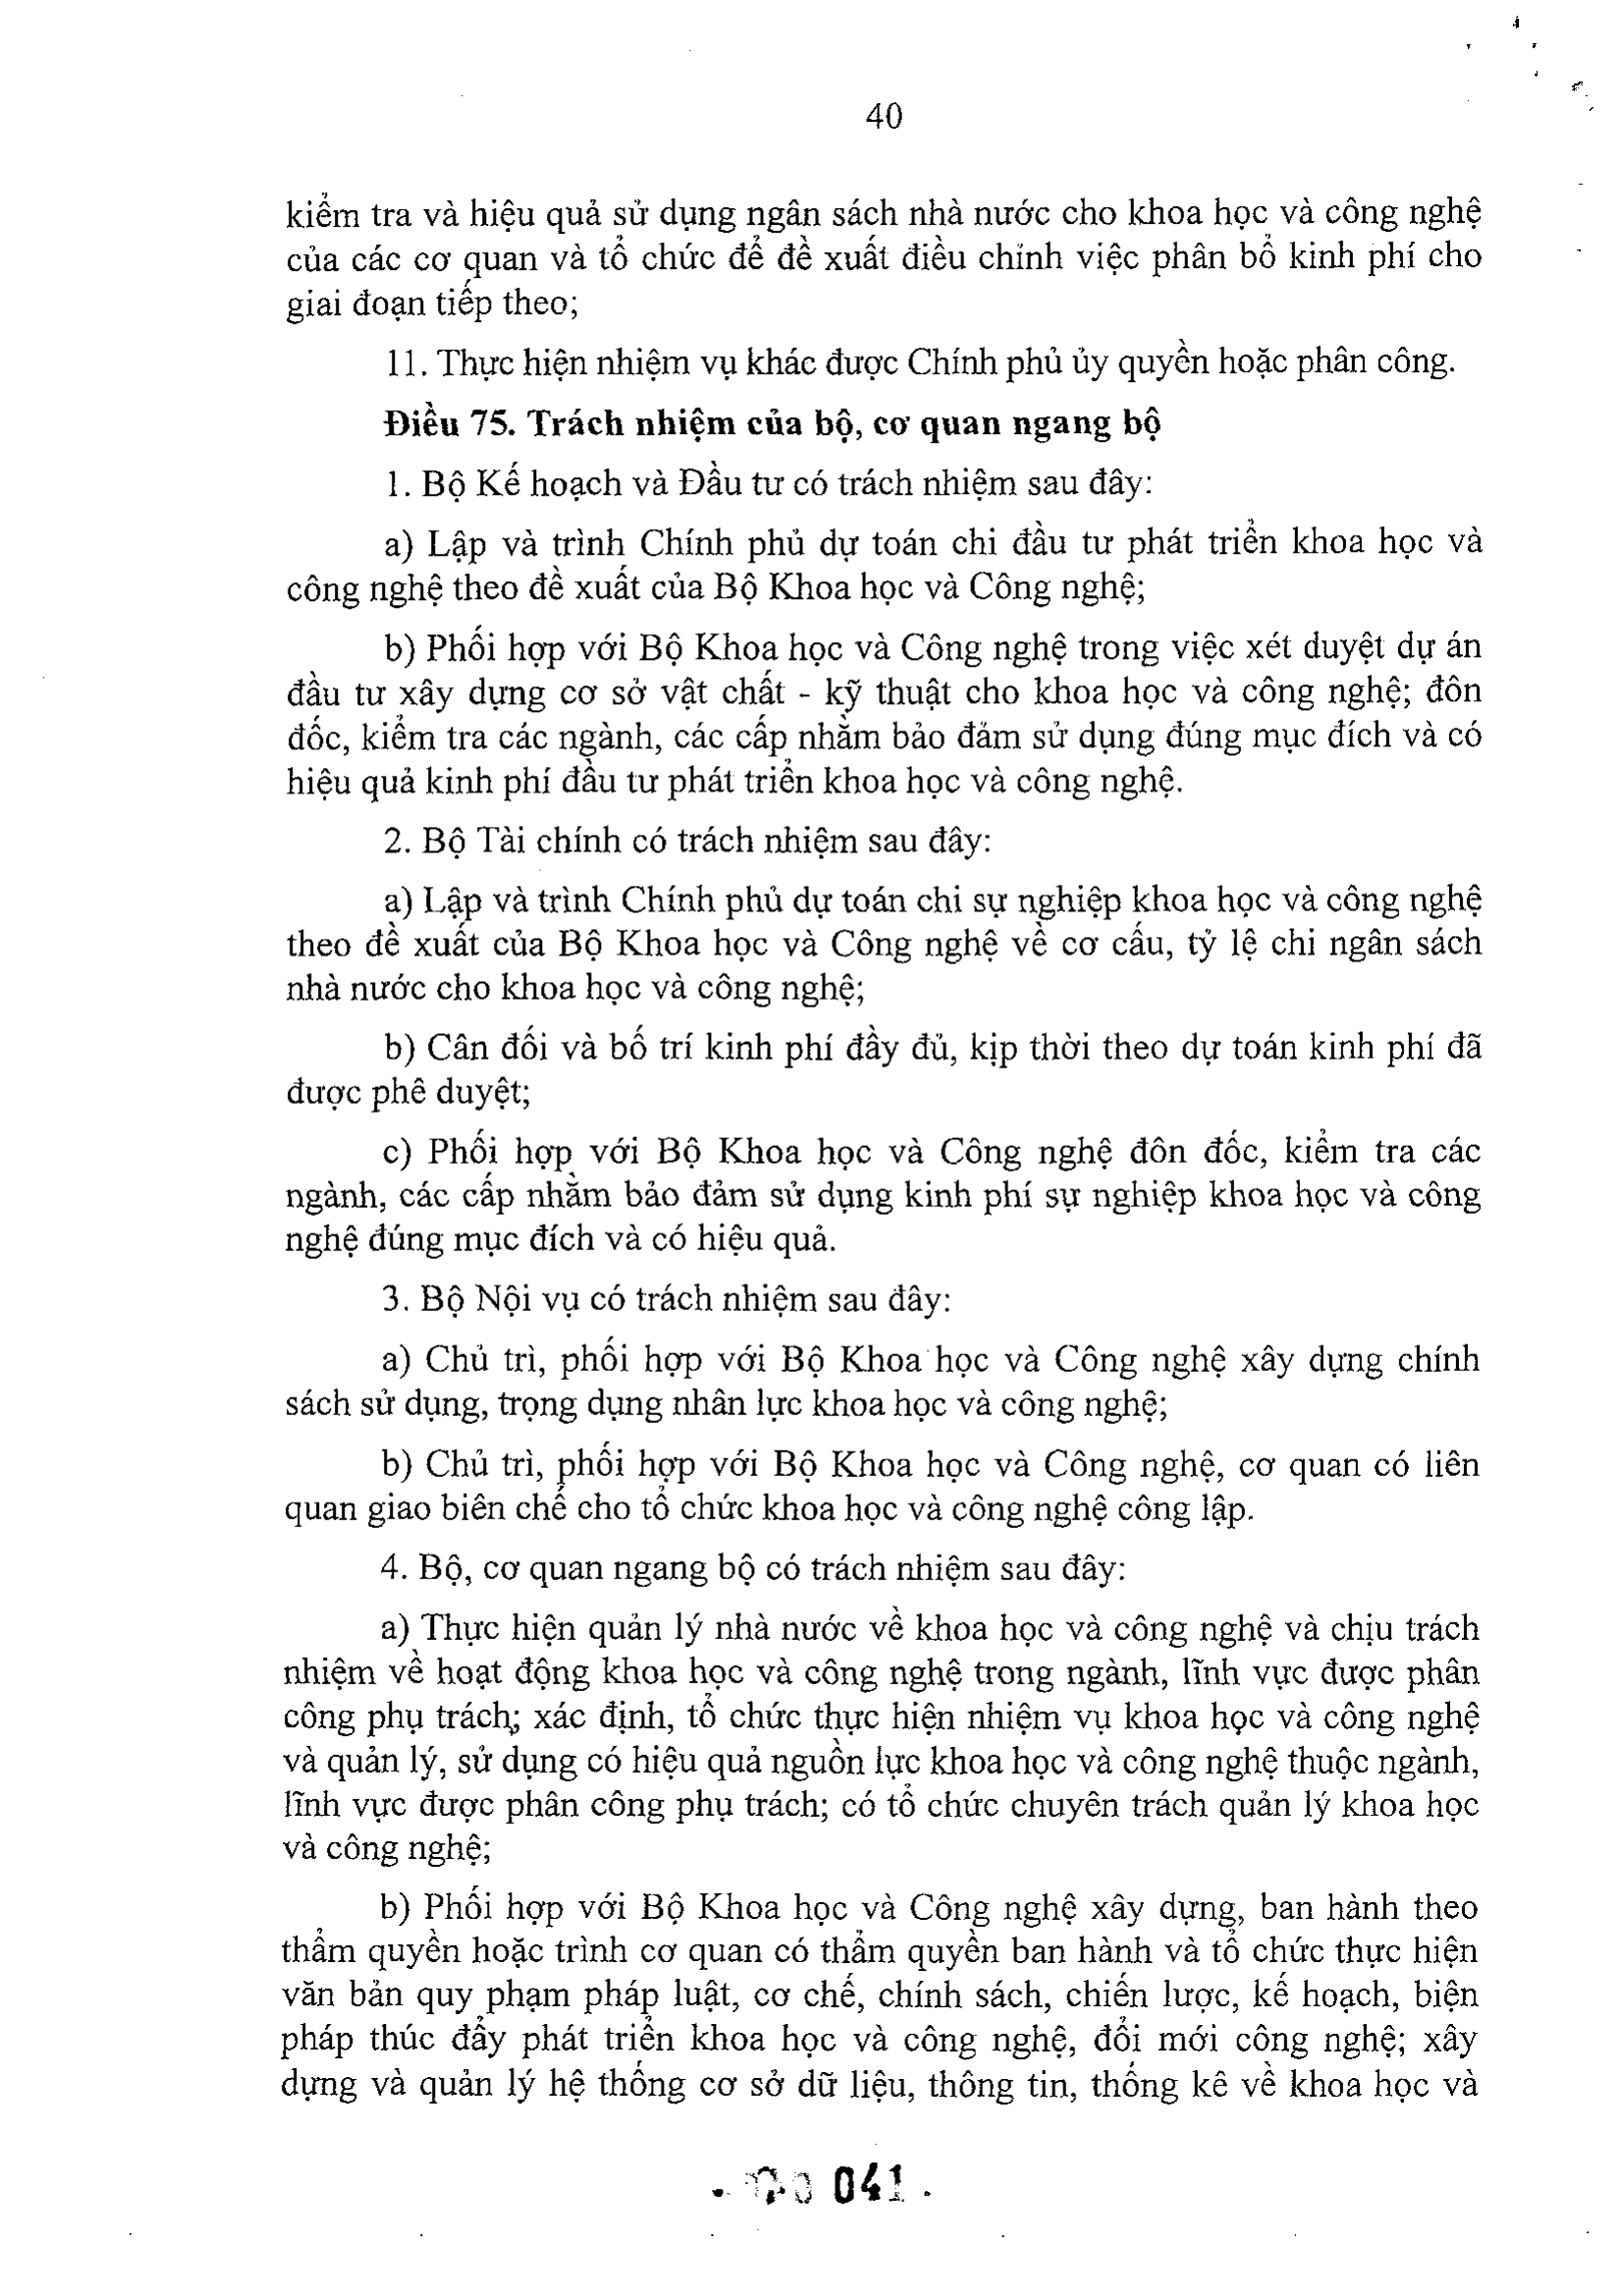 40
kiểm tra và hiệu quả sử dụng ngân sách nhà nước cho khoa học và công nghệ
của các cơ quan và tổ chức để đề xuất điều chỉnh việc phân bổ kinh phí cho
giai đoạn tiếp theo;
11. Thực hiện nhiệm vụ khác được Chính phủ ủy quyền hoặc phân công.
Điều 75. Trách nhiệm của bộ, cơ quan ngang bộ
1. Bộ Kế hoạch và Đầu tư có trách nhiệm sau đây:
a) Lập và trình Chính phủ dự toán chi đầu tư phát triển khoa học và
công nghệ theo đề xuất của Bộ Khoa học và Công nghệ;
b) Phối hợp với Bộ Khoa học và Công nghệ trong việc xét duyệt dự án
đầu tư xây dựng cơ sở vật chất - kỹ thuật cho khoa học và công nghệ; đôn
đốc, kiểm tra các ngành, các cấp nhằm bảo đảm sử dụng đúng mục đích và có
hiệu quả kinh phí đầu tư phát triển khoa học và công nghệ.
2. Bộ Tài chính có trách nhiệm sau đây:
a) Lập và trình Chính phủ dự toán chi sự nghiệp khoa học và công nghệ
theo đề xuất của Bộ Khoa học và Công nghệ về cơ cấu, tỷ lệ chi ngân sách
nhà nước cho khoa học và công nghệ;
b) Cân đối và bố trí kinh phí đầy đủ, kịp thời theo dự toán kinh phí đã
được phê duyệt;
c) Phối hợp với Bộ Khoa học và Công nghệ đôn đốc, kiểm tra các
ngành, các cấp nhằm bảo đảm sử dụng kinh phí sự nghiệp khoa học và công
nghệ đúng mục đích và có hiệu quả.
3. Bộ Nội vụ có trách nhiệm sau đây:
a) Chủ trì, phối hợp với Bộ Khoa học và Công nghệ xây dựng chính
sách sử dụng, trọng dụng nhân lực khoa học và công nghệ;
b) Chủ trì, phối hợp với Bộ Khoa học và Công nghệ, cơ quan có liên
quan giao biên chế cho tổ chức khoa học và công nghệ công lập.
4. Bộ, cơ quan ngang bộ có trách nhiệm sau đây:
a) Thực hiện quản lý nhà nước về khoa học và công nghệ và chịu trách
nhiệm về hoạt động khoa học và công nghệ trong ngành, lĩnh vực được phân
công phụ trách; xác định, tổ chức thực hiện nhiệm vụ khoa học và công nghệ
và quản lý, sử dụng có hiệu quả nguồn lực khoa học và công nghệ thuộc ngành,
lĩnh vực được phân công phụ trách; có tổ chức chuyên trách quản lý khoa học
và công nghệ;
b) Phối hợp với Bộ Khoa học và Công nghệ xây dựng, ban hành theo
thẩm quyền hoặc trình cơ quan có thẩm quyền ban hành và tổ chức thực hiện
văn bản quy phạm pháp luật, cơ chế, chính sách, chiến lược, kế hoạch, biện
pháp thúc đẩy phát triển khoa học và công nghệ, đổi mới công nghệ; xây
dựng và quản lý hệ thống cơ sở dữ liệu, thông tin, thống kê về khoa học và
041